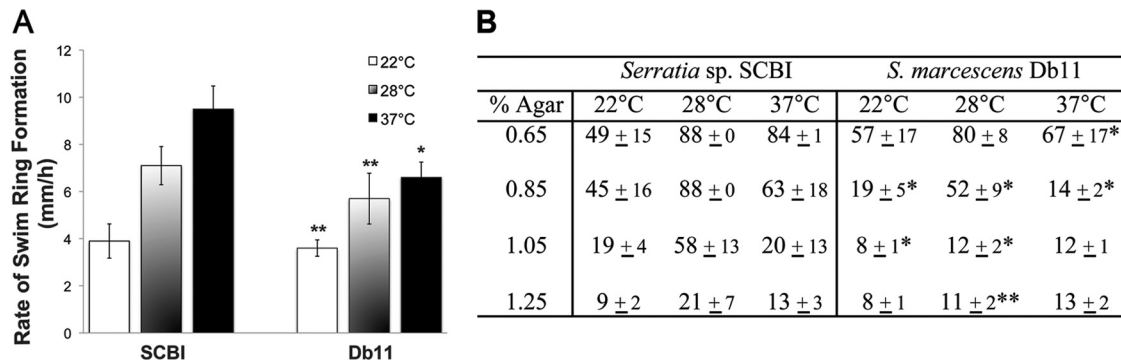 A
Rate of Swim Ring Formation
(mm/h)
12
10
8
6
4
2
0
22°C
28°C
37°C
**
**
*
SCBI
Db11
B
Serratia sp. SCBI S. marcescens Db11
% Agar 22°C 28°C 37°C 22°C 28°C 37°C
0.65 49 ± 15 88 ± 0 84 ± 1 57 ± 17 80 ± 8 67 ± 17*
0.85 45 ± 16 88 ± 0 63 ± 18 19 ± 5* 52 ± 9* 14 ± 2*
1.05 19 ± 4 58 ± 13 20 ± 13 8 ± 1* 12 ± 2* 12 ± 1
1.25 9 ± 2 21 ± 7 13 ± 3 8 ± 1 11 ± 2** 13 ± 2